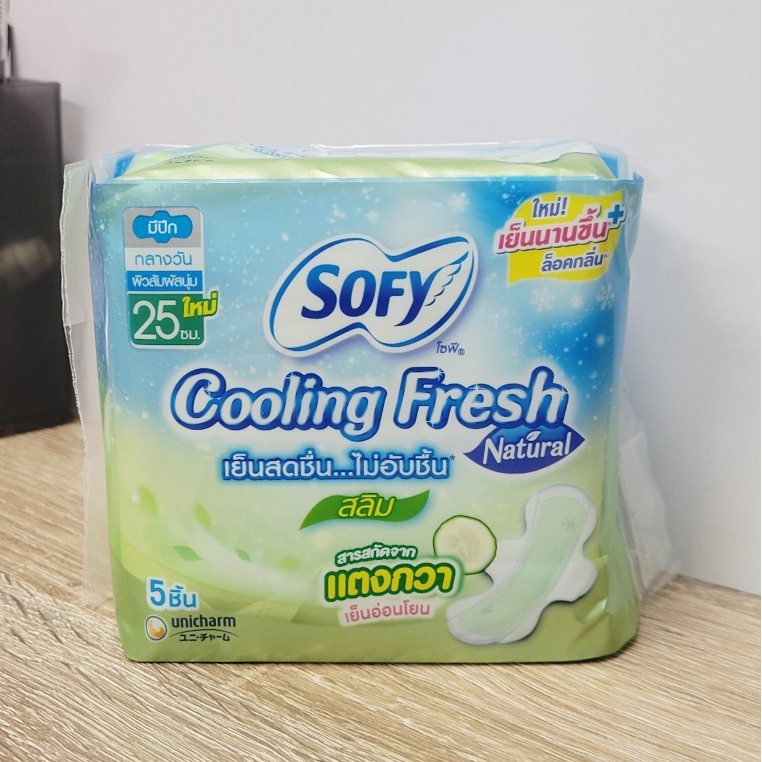 มีปีก
กลางวัน
ผิวสัมผัสนุ่ม
25 ซม.
ใหม่
ใหม่!
เย็นนานขึ้น+
ล็อคกลิ่น*
SOFY
โซฟี®
Cooling Fresh
Natural
เย็นสดชื่น...ไม่อับชื้น*
สลิม
สารสกัดจาก
แตงกวา
เย็นอ่อนโยน
5 ชิ้น
unicharm
ユニ・チャーム